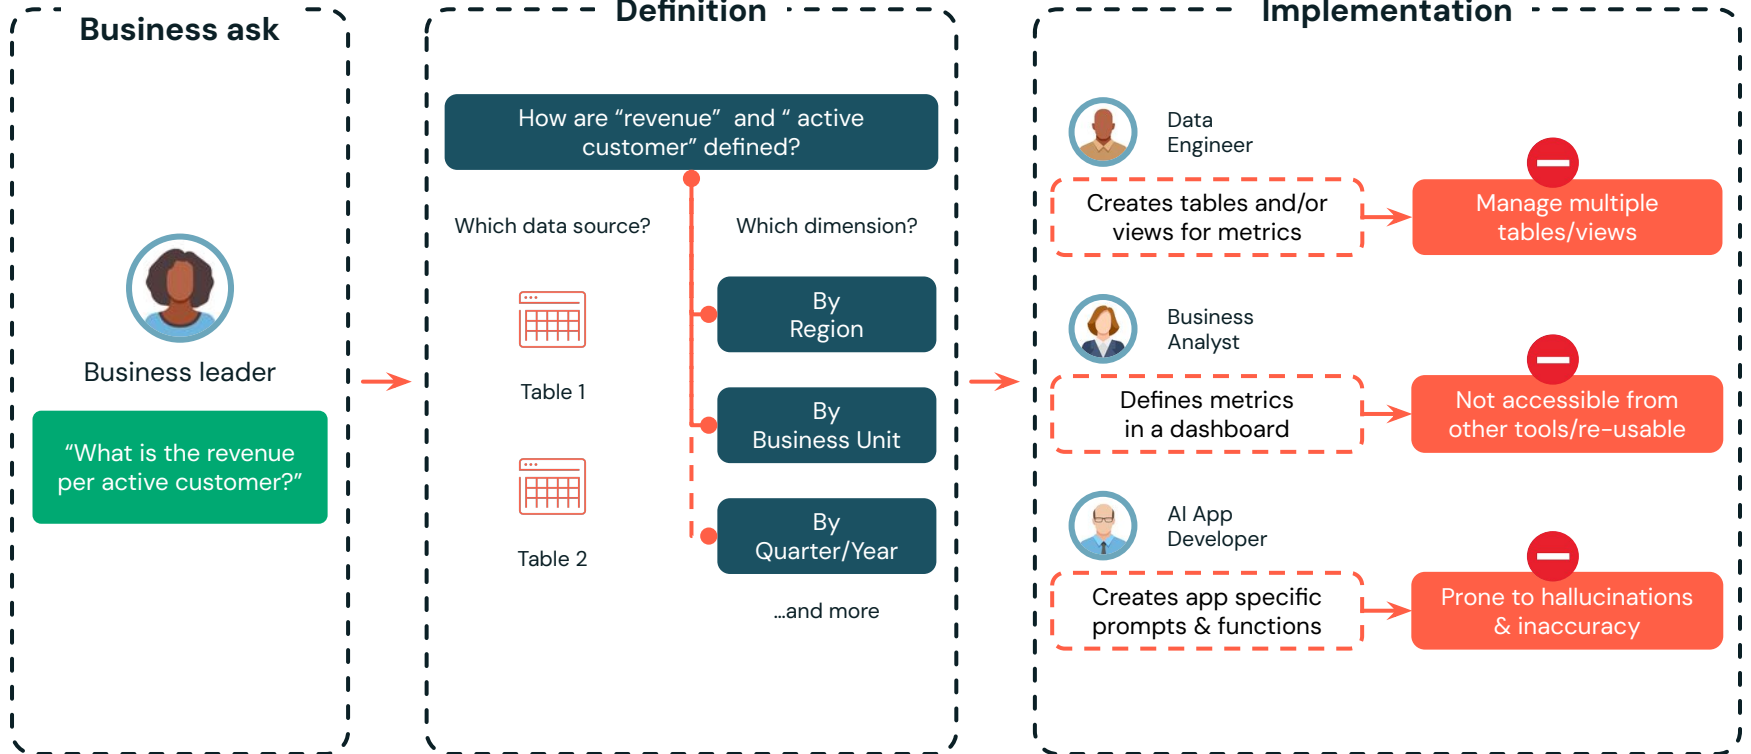 Business ask
Business leader
“What is the revenue
per active customer?”
Definition
How are “revenue”  and “ active
customer” defined?
Which data source?
Table 1
Table 2
Which dimension?
By
Region
By
Business Unit
By
Quarter/Year
...and more
Implementation
Data
Engineer
Creates tables and/or
views for metrics
Manage multiple
tables/views
Business
Analyst
Defines metrics
in a dashboard
Not accessible from
other tools/re-usable
AI App
Developer
Creates app specific
prompts & functions
Prone to hallucinations
& inaccuracy